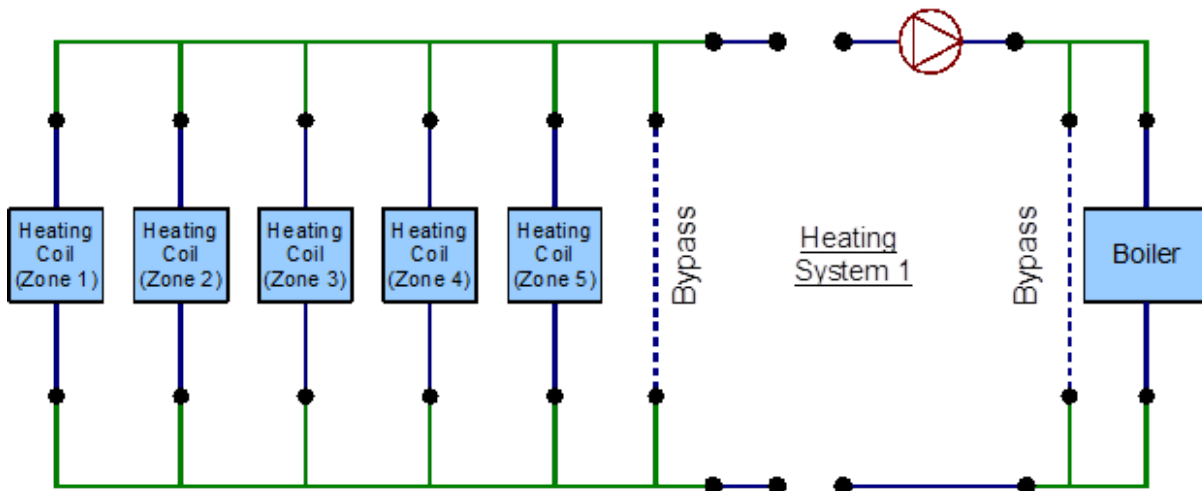 Heating
Coil
(Zone 1)
Heating
Coil
(Zone 2)
Heating
Coil
(Zone 3)
Heating
Coil
(Zone 4)
Heating
Coil
(Zone 5)
Bypass
Heating
System 1
Bypass
Boiler